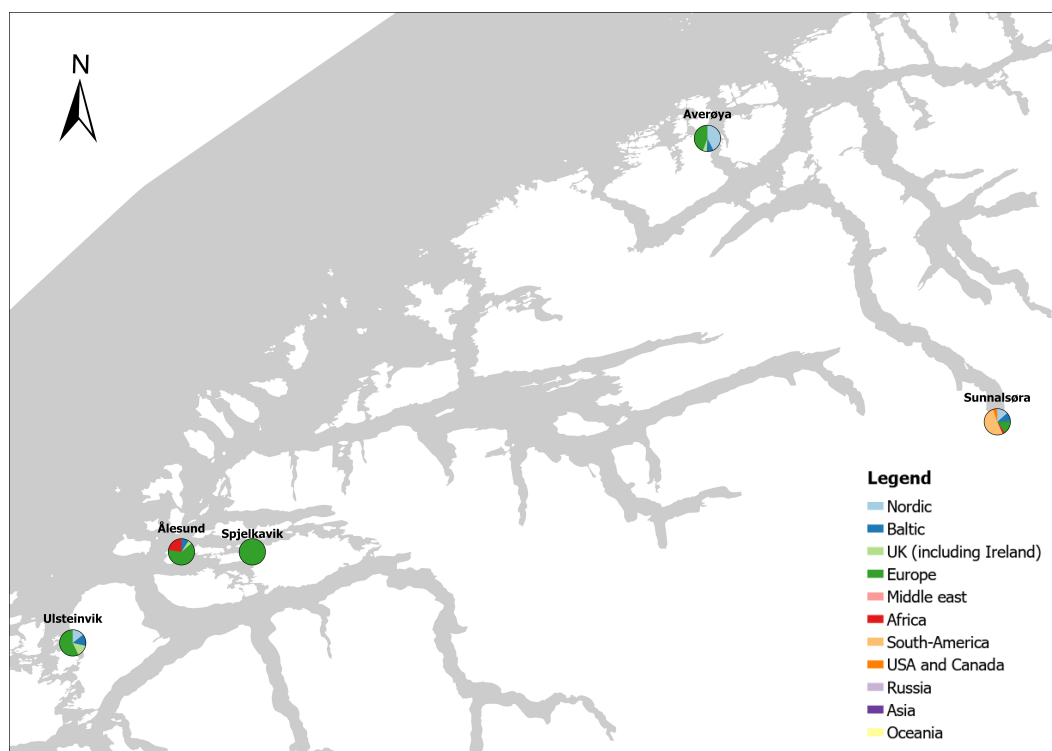 N
Averøya
Sunnalsøra
Ålesund
Spjelkavik
Ulsteinvik
Legend
Nordic
Baltic
UK (including Ireland)
Europe
Middle east
Africa
South-America
USA and Canada
Russia
Asia
Oceania